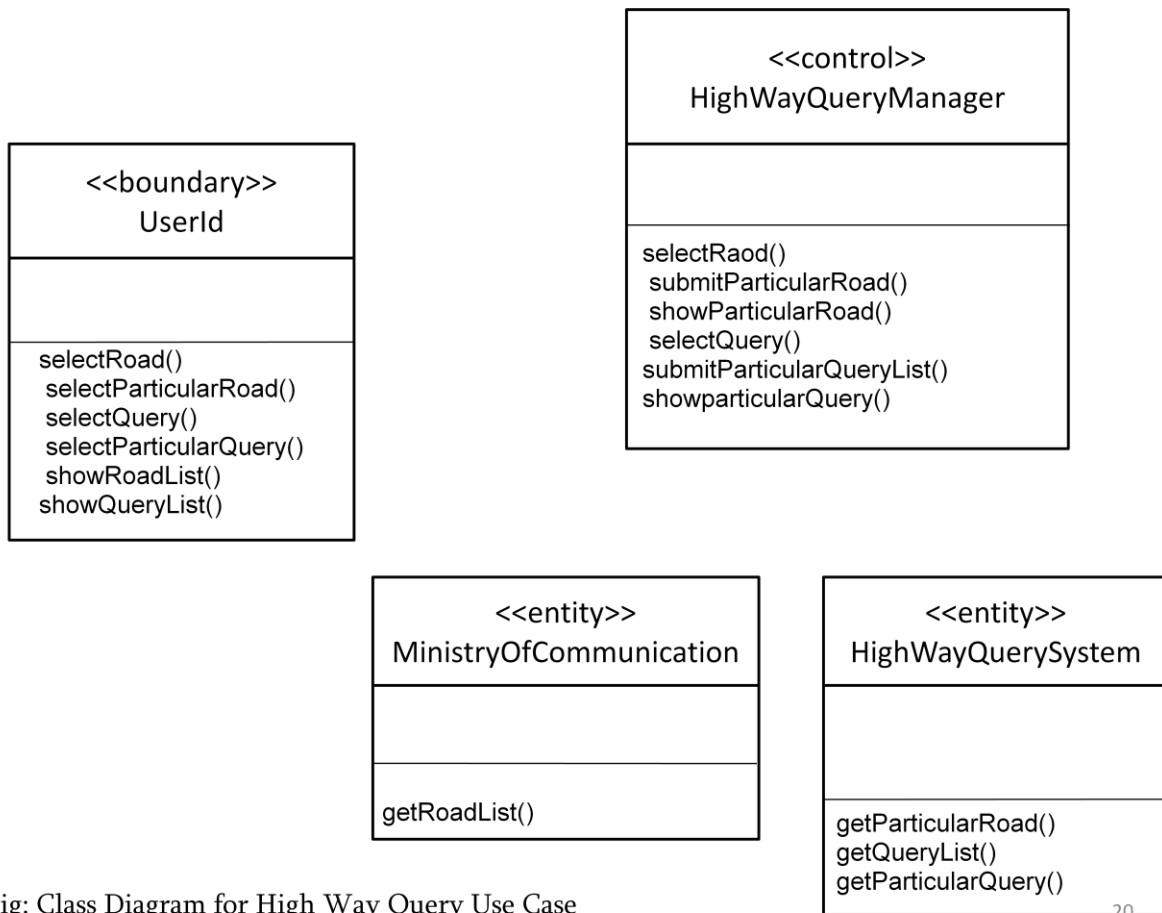 <<control>>
HighWayQueryManager
selectRaod()
submitParticularRoad()
showParticularRoad()
selectQuery()
submitParticularQueryList()
showparticularQuery()
<<boundary>>
UserId
selectRoad()
selectParticularRoad()
selectQuery()
selectParticularQuery()
showRoadList()
showQueryList()
<<entity>>
MinistryOfCommunication
getRoadList()
<<entity>>
HighWayQuerySystem
getParticularRoad()
getQueryList()
getParticularQuery()
ig: Class Diagram for High Way Query Use Case
20